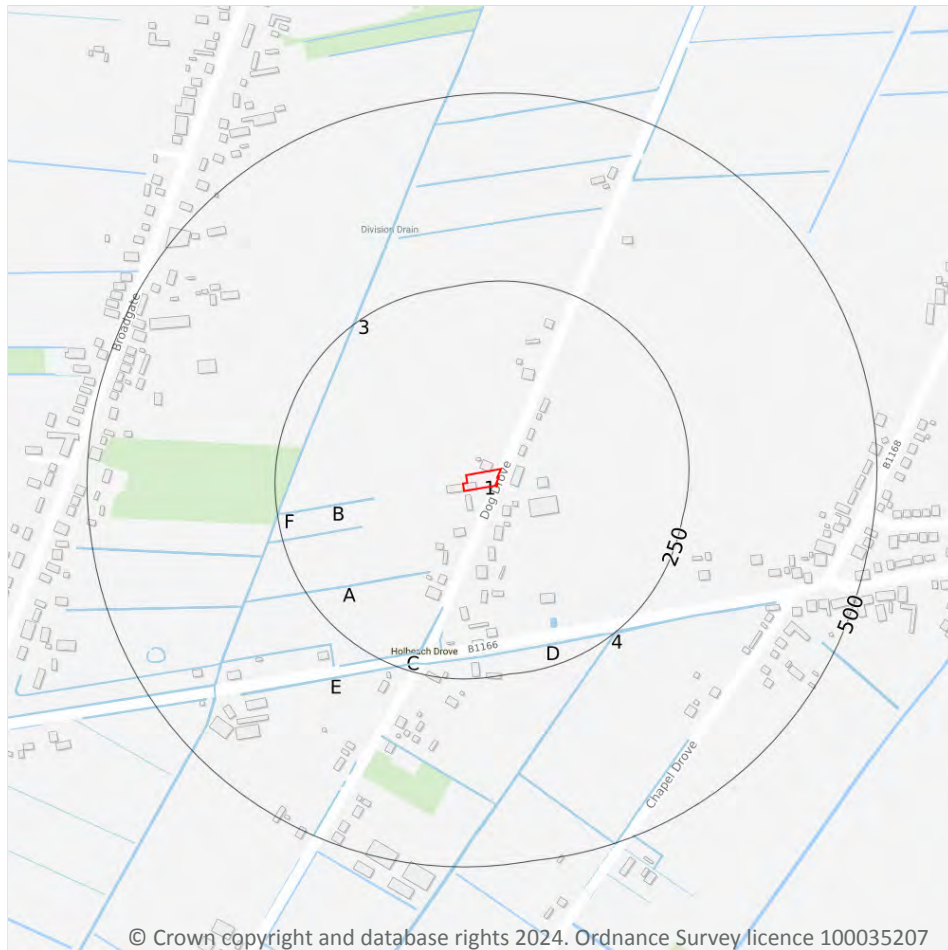 Division Drain
Broadgate
3
B1168
1
Dog Drove
B
F
250
A
500
B1166
Holbeach Drove
C
D
4
E
Chapel Drove
© Crown copyright and database rights 2024. Ordnance Survey licence 100035207